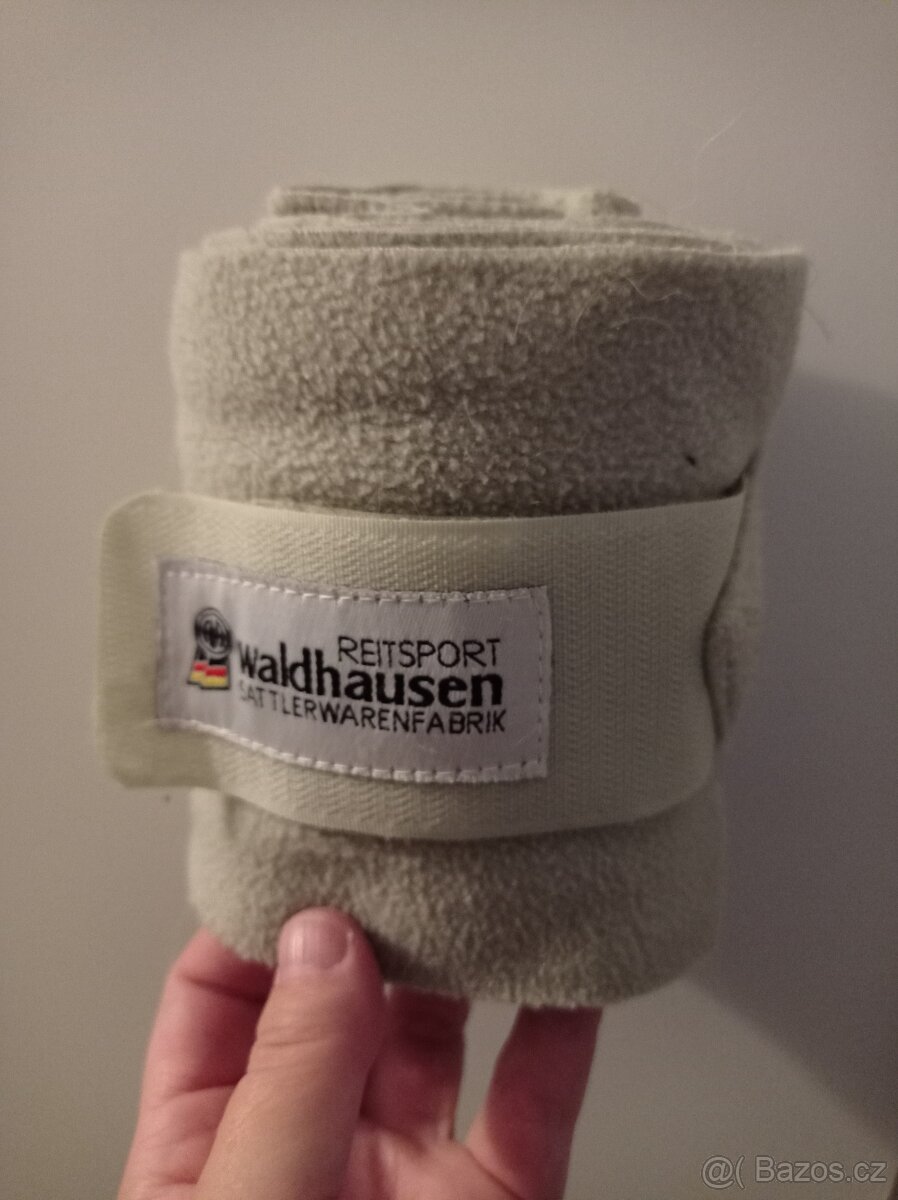 REITSPORT
Waldhausen
SATTLERWARENFABRIK
@( Bazos.cz